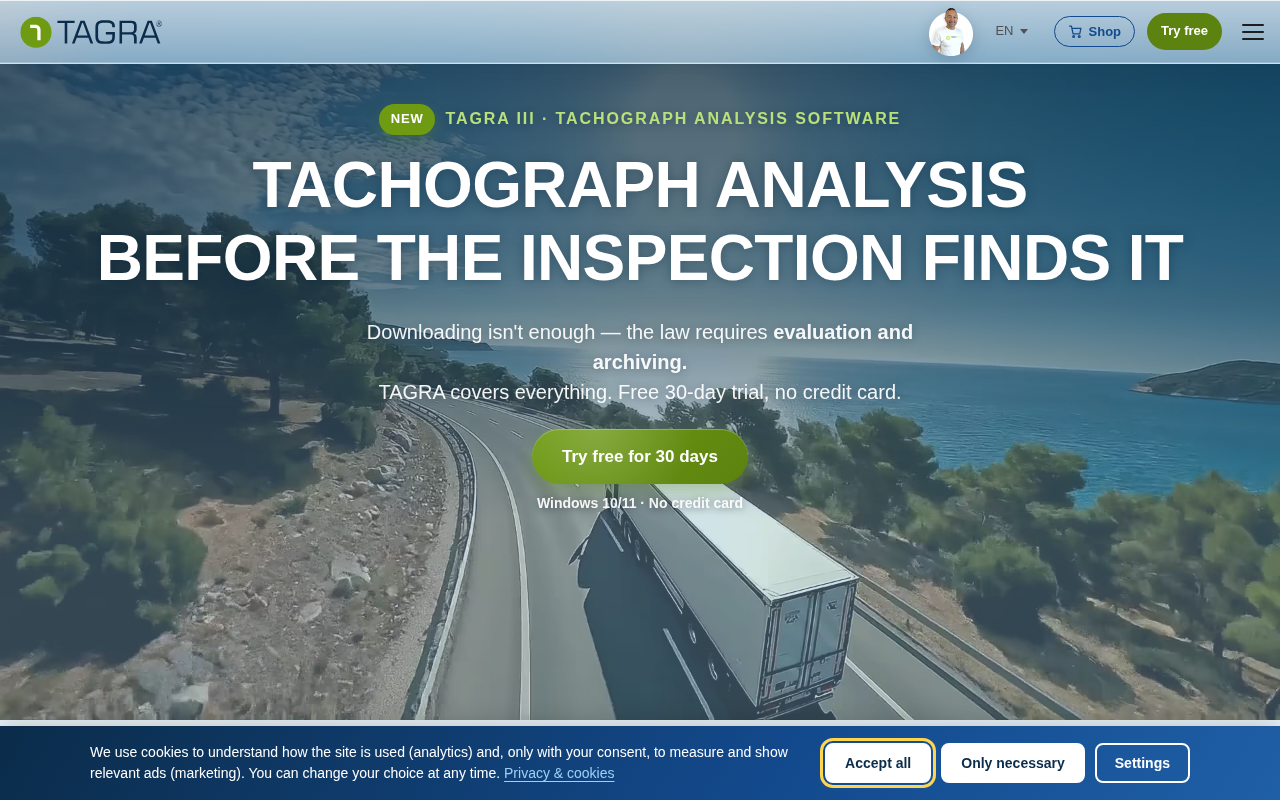 TAGRA®
EN
Shop
Try free
NEW
TAGRA III · TACHOGRAPH ANALYSIS SOFTWARE
TACHOGRAPH ANALYSIS
BEFORE THE INSPECTION FINDS IT
Downloading isn't enough — the law requires evaluation and
archiving.
TAGRA covers everything. Free 30-day trial, no credit card.
Try free for 30 days
Windows 10/11 · No credit card
We use cookies to understand how the site is used (analytics) and, only with your consent, to measure and show
relevant ads (marketing). You can change your choice at any time. Privacy & cookies
Accept all
Only necessary
Settings